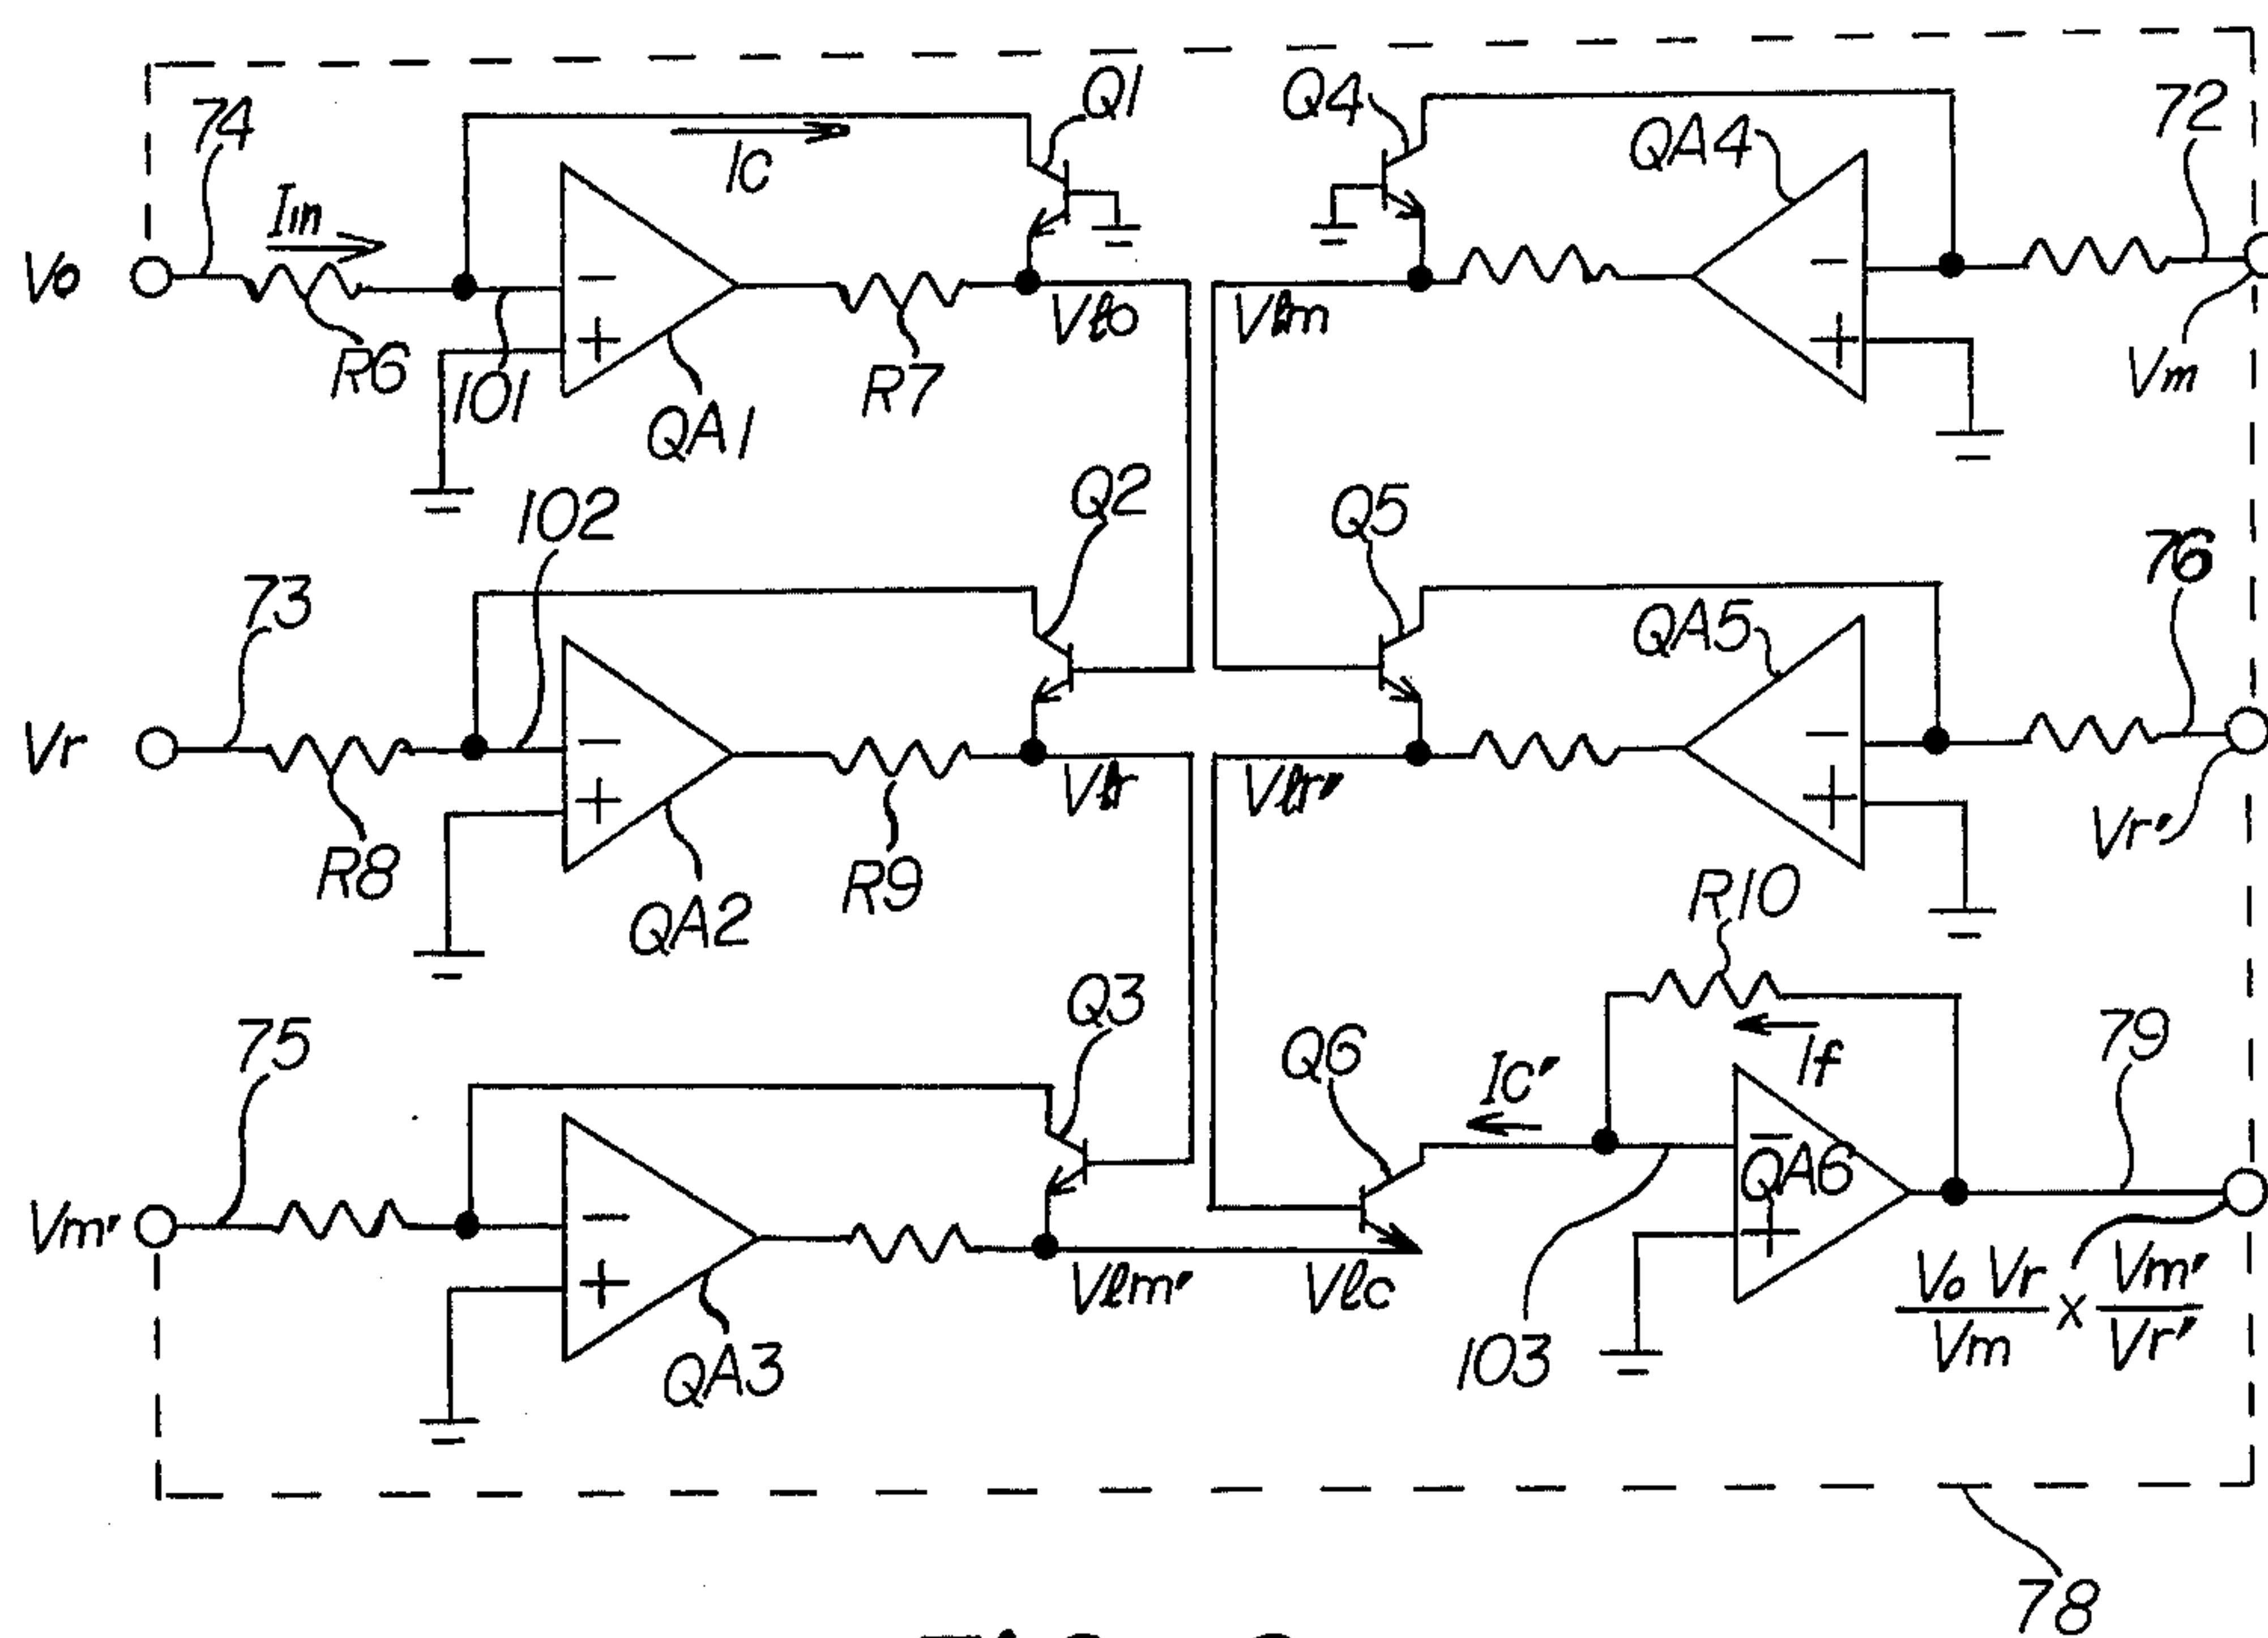 74
Q1
Q4
QA4
72
Ic
Iin
Vo
R6
101
QA1
R7
Vlo
Vlm
Vm
102
Q2
Q5
76
73
QA5
Vr
R8
QA2
R9
Vlr
Vlr'
Vr'
R10
75
Q3
Q6
Ic'
If
79
Vm'
QA3
Vlm'
Vlc
QA6
103
Vo Vr
Vm
x
Vm'
Vr'
78